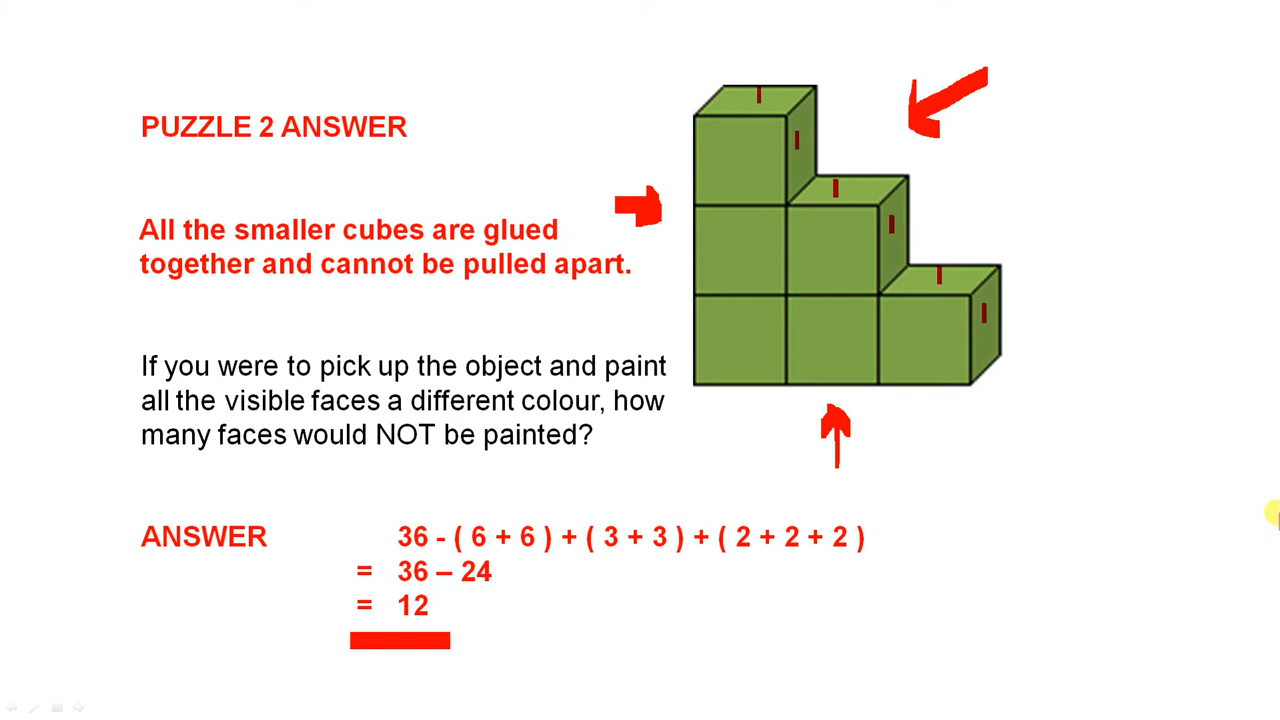 PUZZLE 2 ANSWER
All the smaller cubes are glued
together and cannot be pulled apart.
If you were to pick up the object and paint
all the visible faces a different colour, how
many faces would NOT be painted?
ANSWER 36 - ( 6 + 6 ) + ( 3 + 3 ) + ( 2 + 2 + 2 )
= 36 – 24
= 12